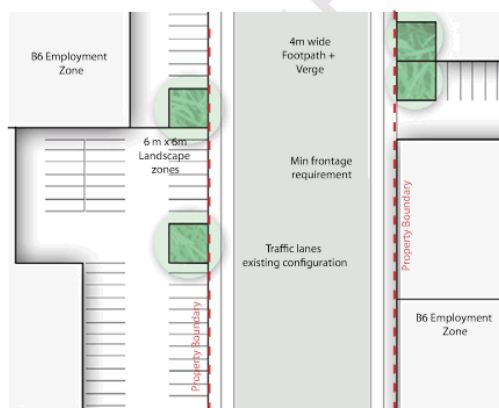 B6 Employment
Zone
4m wide
Footpath +
Verge
6 m x 6m
Landscape
zones
Min frontage
requirement
Traffic lanes
existing configuration
Property Boundary
Property Boundary
B6 Employment
Zone